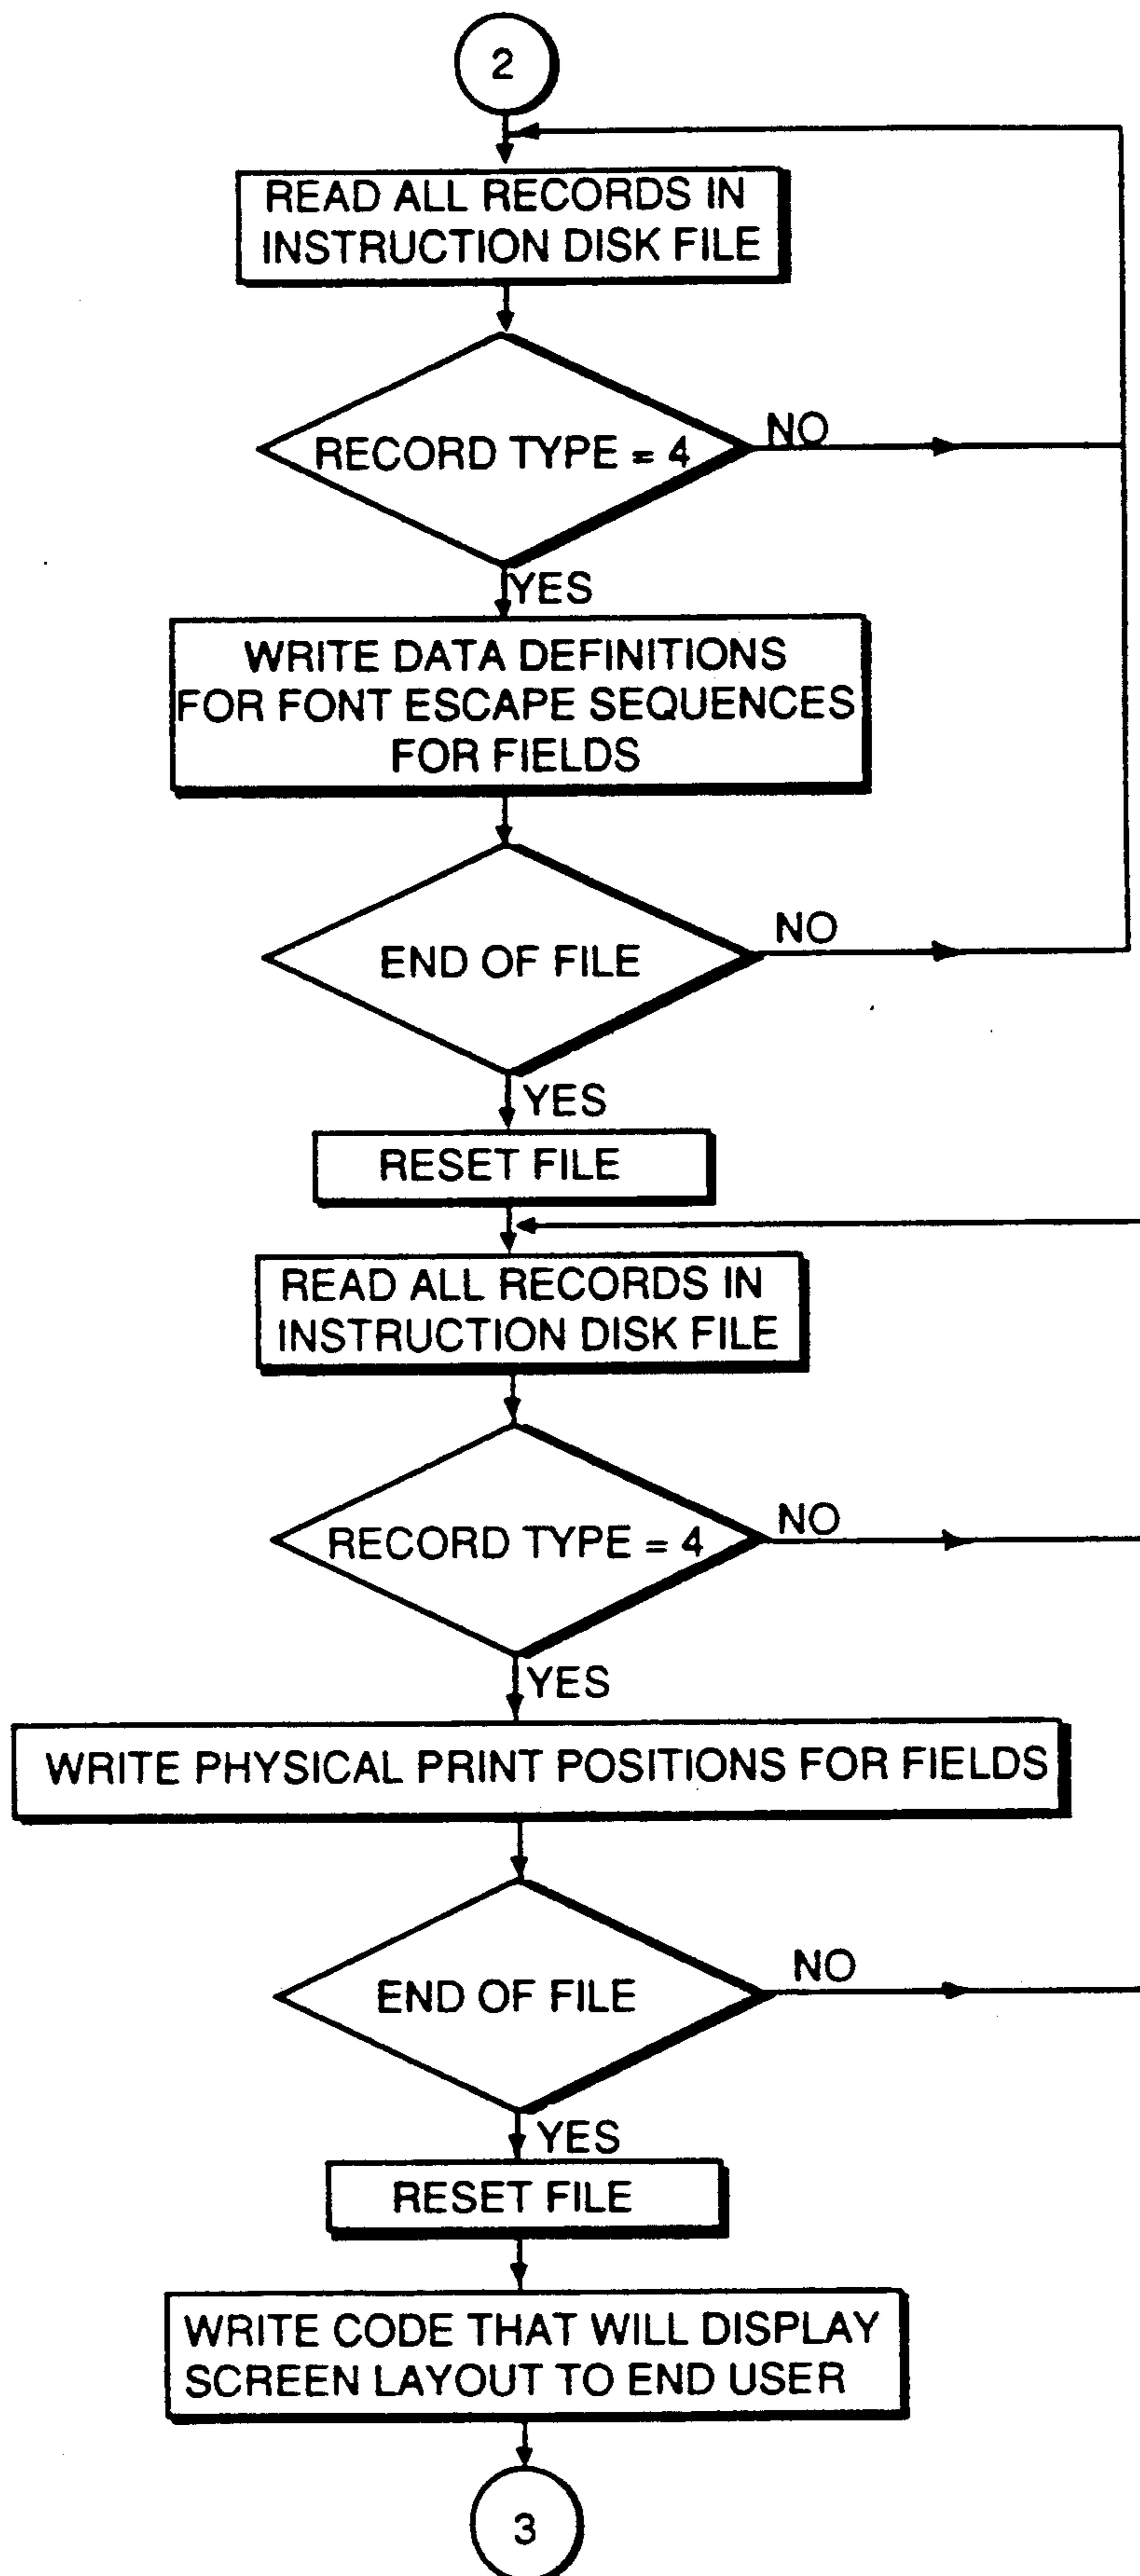 2
READ ALL RECORDS IN
INSTRUCTION DISK FILE
RECORD TYPE = 4
NO
YES
WRITE DATA DEFINITIONS
FOR FONT ESCAPE SEQUENCES
FOR FIELDS
END OF FILE
NO
YES
RESET FILE
READ ALL RECORDS IN
INSTRUCTION DISK FILE
RECORD TYPE = 4
NO
YES
WRITE PHYSICAL PRINT POSITIONS FOR FIELDS
END OF FILE
NO
YES
RESET FILE
WRITE CODE THAT WILL DISPLAY
SCREEN LAYOUT TO END USER
3